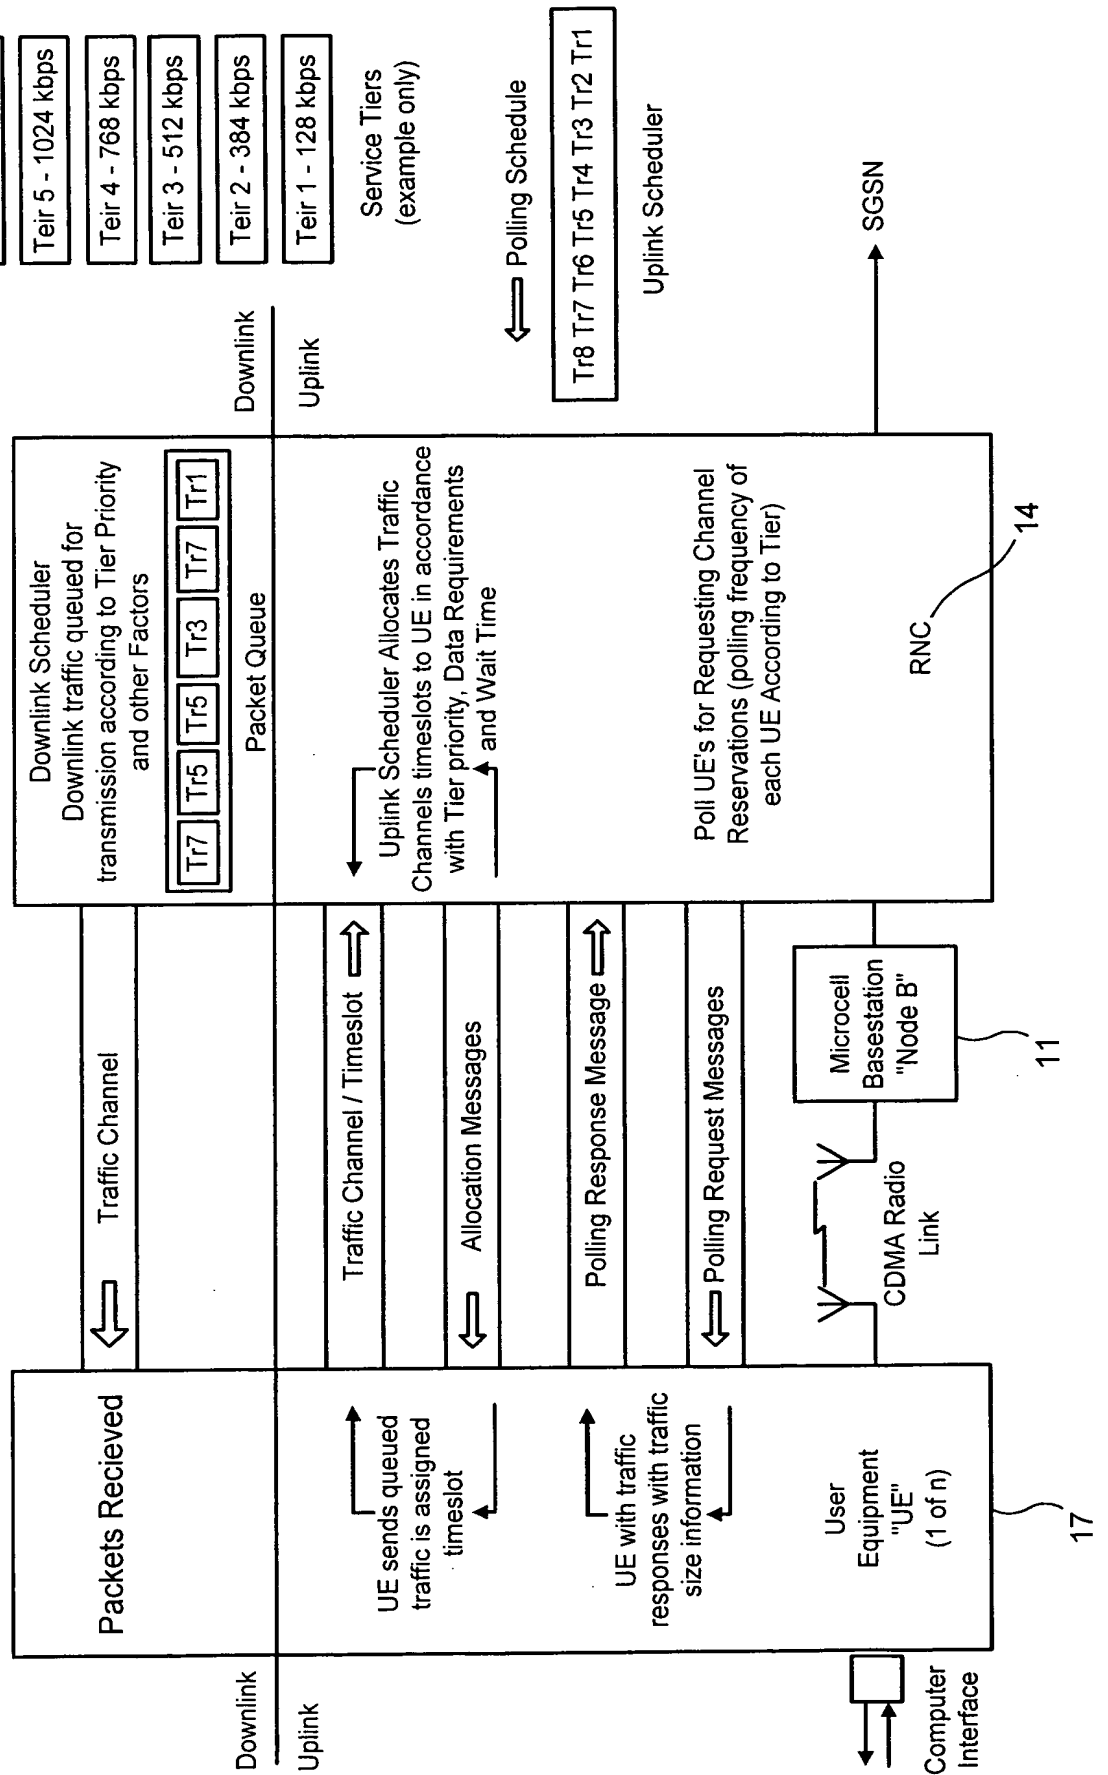 Teir 5 - 1024 kbps
Teir 4 - 768 kbps
Teir 3 - 512 kbps
Teir 2 - 384 kbps
Teir 1 - 128 kbps
Service Tiers
(example only)
Polling Schedule
Tr8 Tr7 Tr6 Tr5 Tr4 Tr3 Tr2 Tr1
Uplink Scheduler
Downlink
Uplink
SGSN
Downlink Scheduler
Downlink traffic queued for
transmission according to Tier Priority
and other Factors
Tr7 Tr5 Tr5 Tr3 Tr7 Tr1
Packet Queue
Uplink Scheduler Allocates Traffic
Channels timeslots to UE in accordance
with Tier priority, Data Requirements
and Wait Time
Poll UE's for Requesting Channel
Reservations (polling frequency of
each UE According to Tier)
RNC
14
Traffic Channel
Traffic Channel / Timeslot
Allocation Messages
Polling Response Message
Polling Request Messages
Microcell
Basestation
"Node B"
11
CDMA Radio
Link
Packets Recieved
UE sends queued
traffic is assigned
timeslot
UE with traffic
responses with traffic
size information
User
Equipment
"UE"
(1 of n)
17
Downlink
Uplink
Computer
Interface